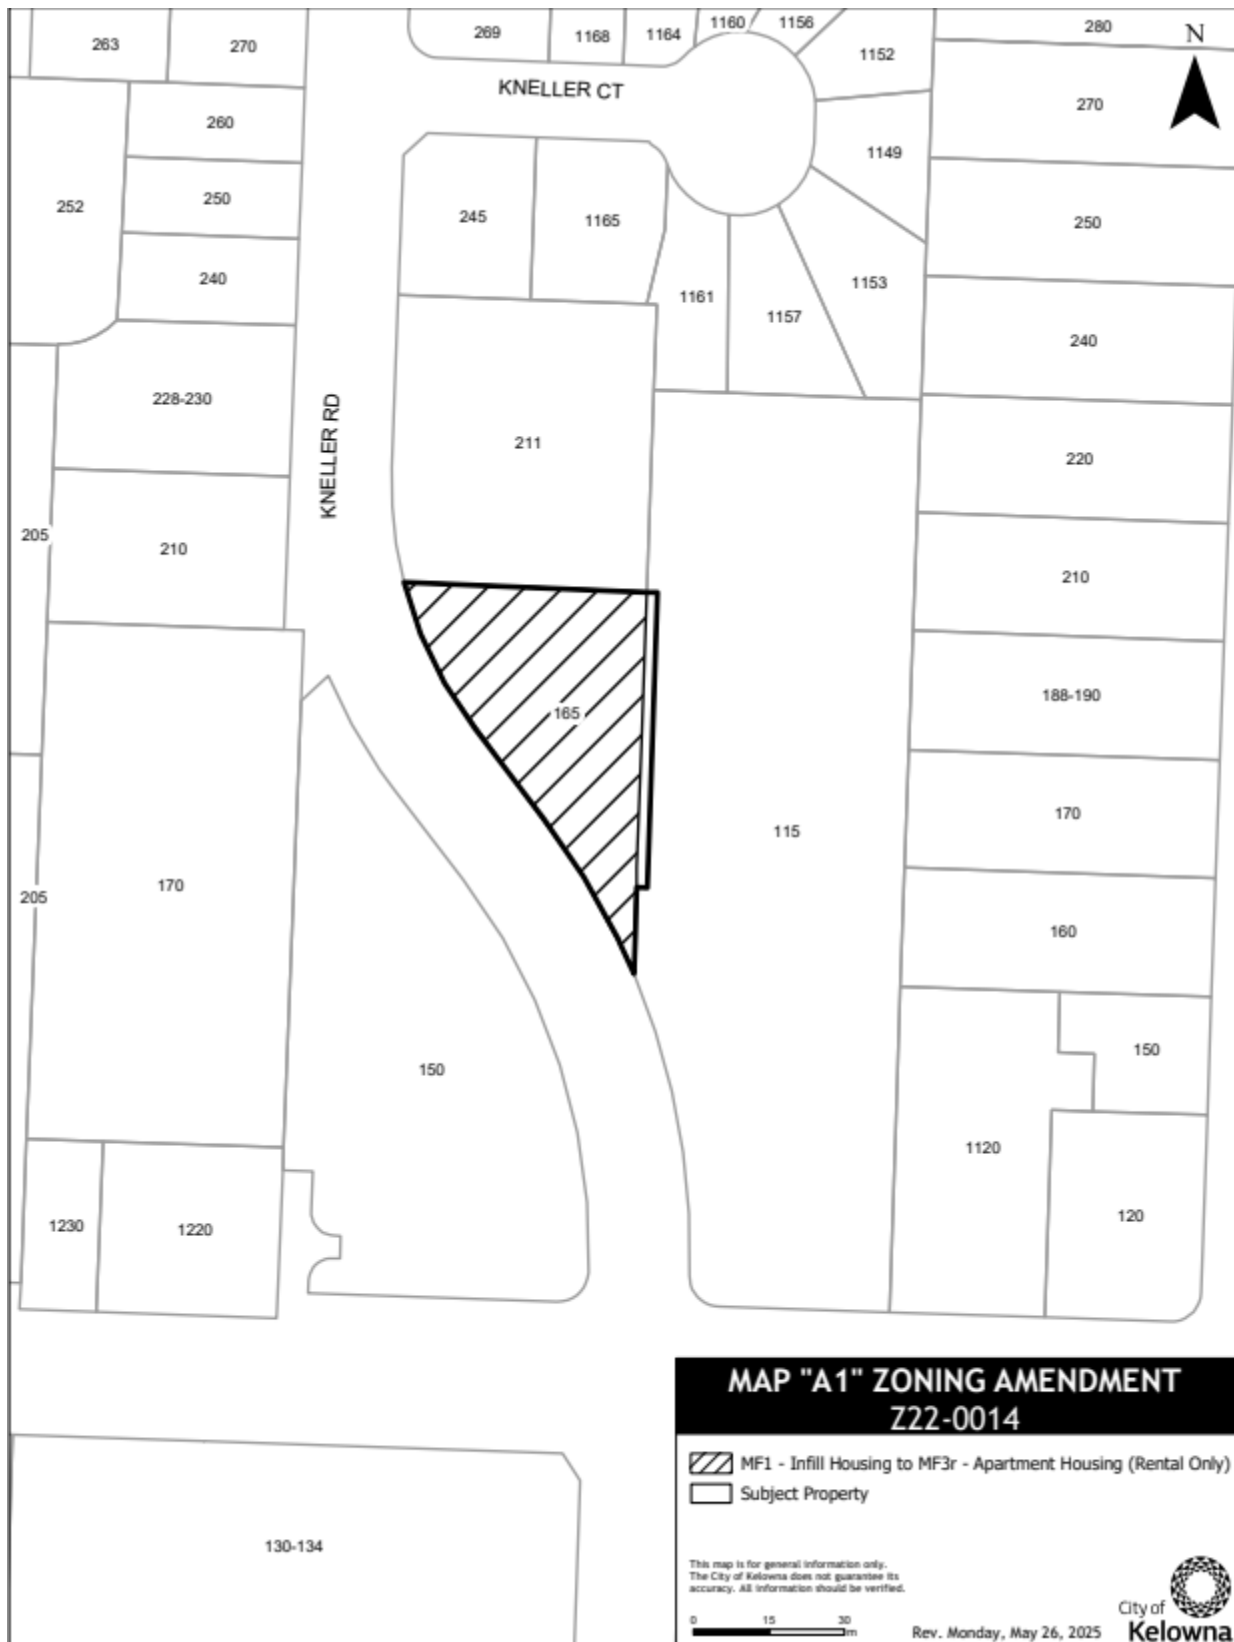 263
270
269
1168
1164
1160
1156
1152
280
N
KNELLER CT
260
270
1149
252
250
245
1165
250
240
1161
1157
1153
240
228-230
KNELLER RD
211
220
205
210
210
165
188-190
170
115
170
205
160
150
150
1120
1230
1220
120
MAP "A1" ZONING AMENDMENT
Z22-0014
MF1 - Infill Housing to MF3r - Apartment Housing (Rental Only)
Subject Property
130-134
This map is for general information only.
The City of Kelowna does not guarantee its
accuracy. All information should be verified.
0 15 30
m
Rev. Monday, May 26, 2025
City of
Kelowna